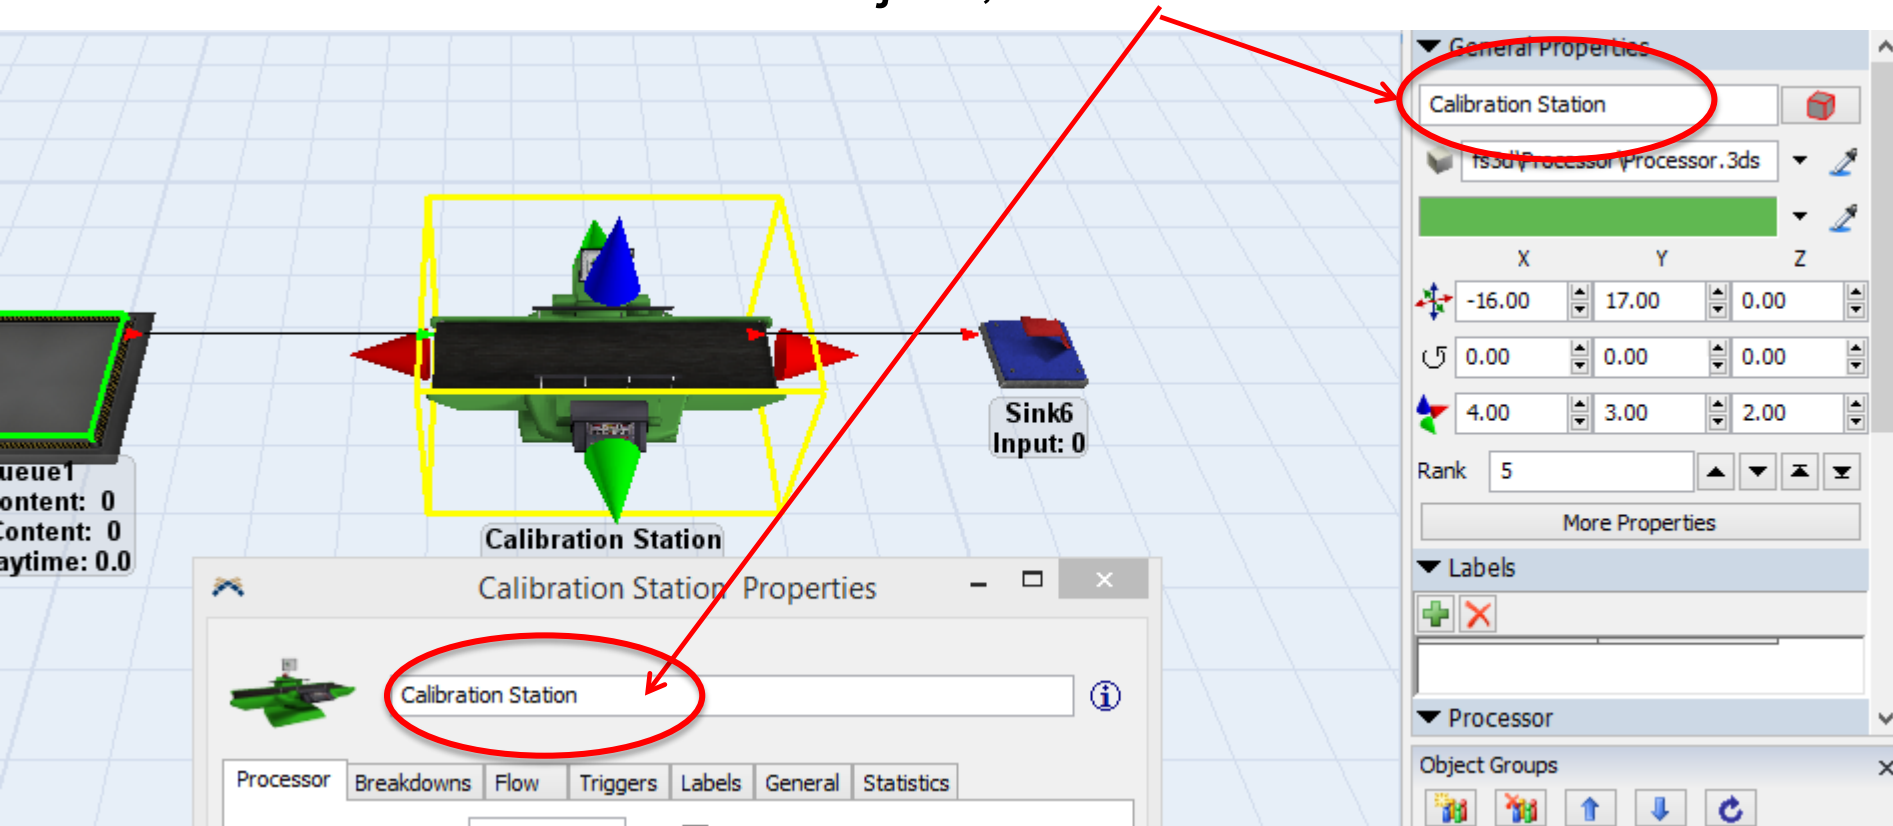 General Properties
Calibration Station
fs3d\Processor\Processor.3ds
X Y Z
-16.00 17.00 0.00
0.00 0.00 0.00
4.00 3.00 2.00
Rank 5
More Properties
Labels
Processor
Object Groups
Sink6
Input: 0
ueue1
ontent: 0
Content: 0
aytime: 0.0
Calibration Station
Calibration Station Properties
Calibration Station
Processor Breakdowns Flow Triggers Labels General Statistics